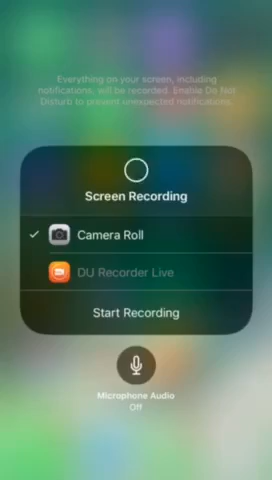 Everything on your screen, including
notifications, will be recorded. Enable Do Not
Disturb to prevent unexpected notifications.
Screen Recording
Camera Roll
DU Recorder Live
Start Recording
Microphone Audio
Off